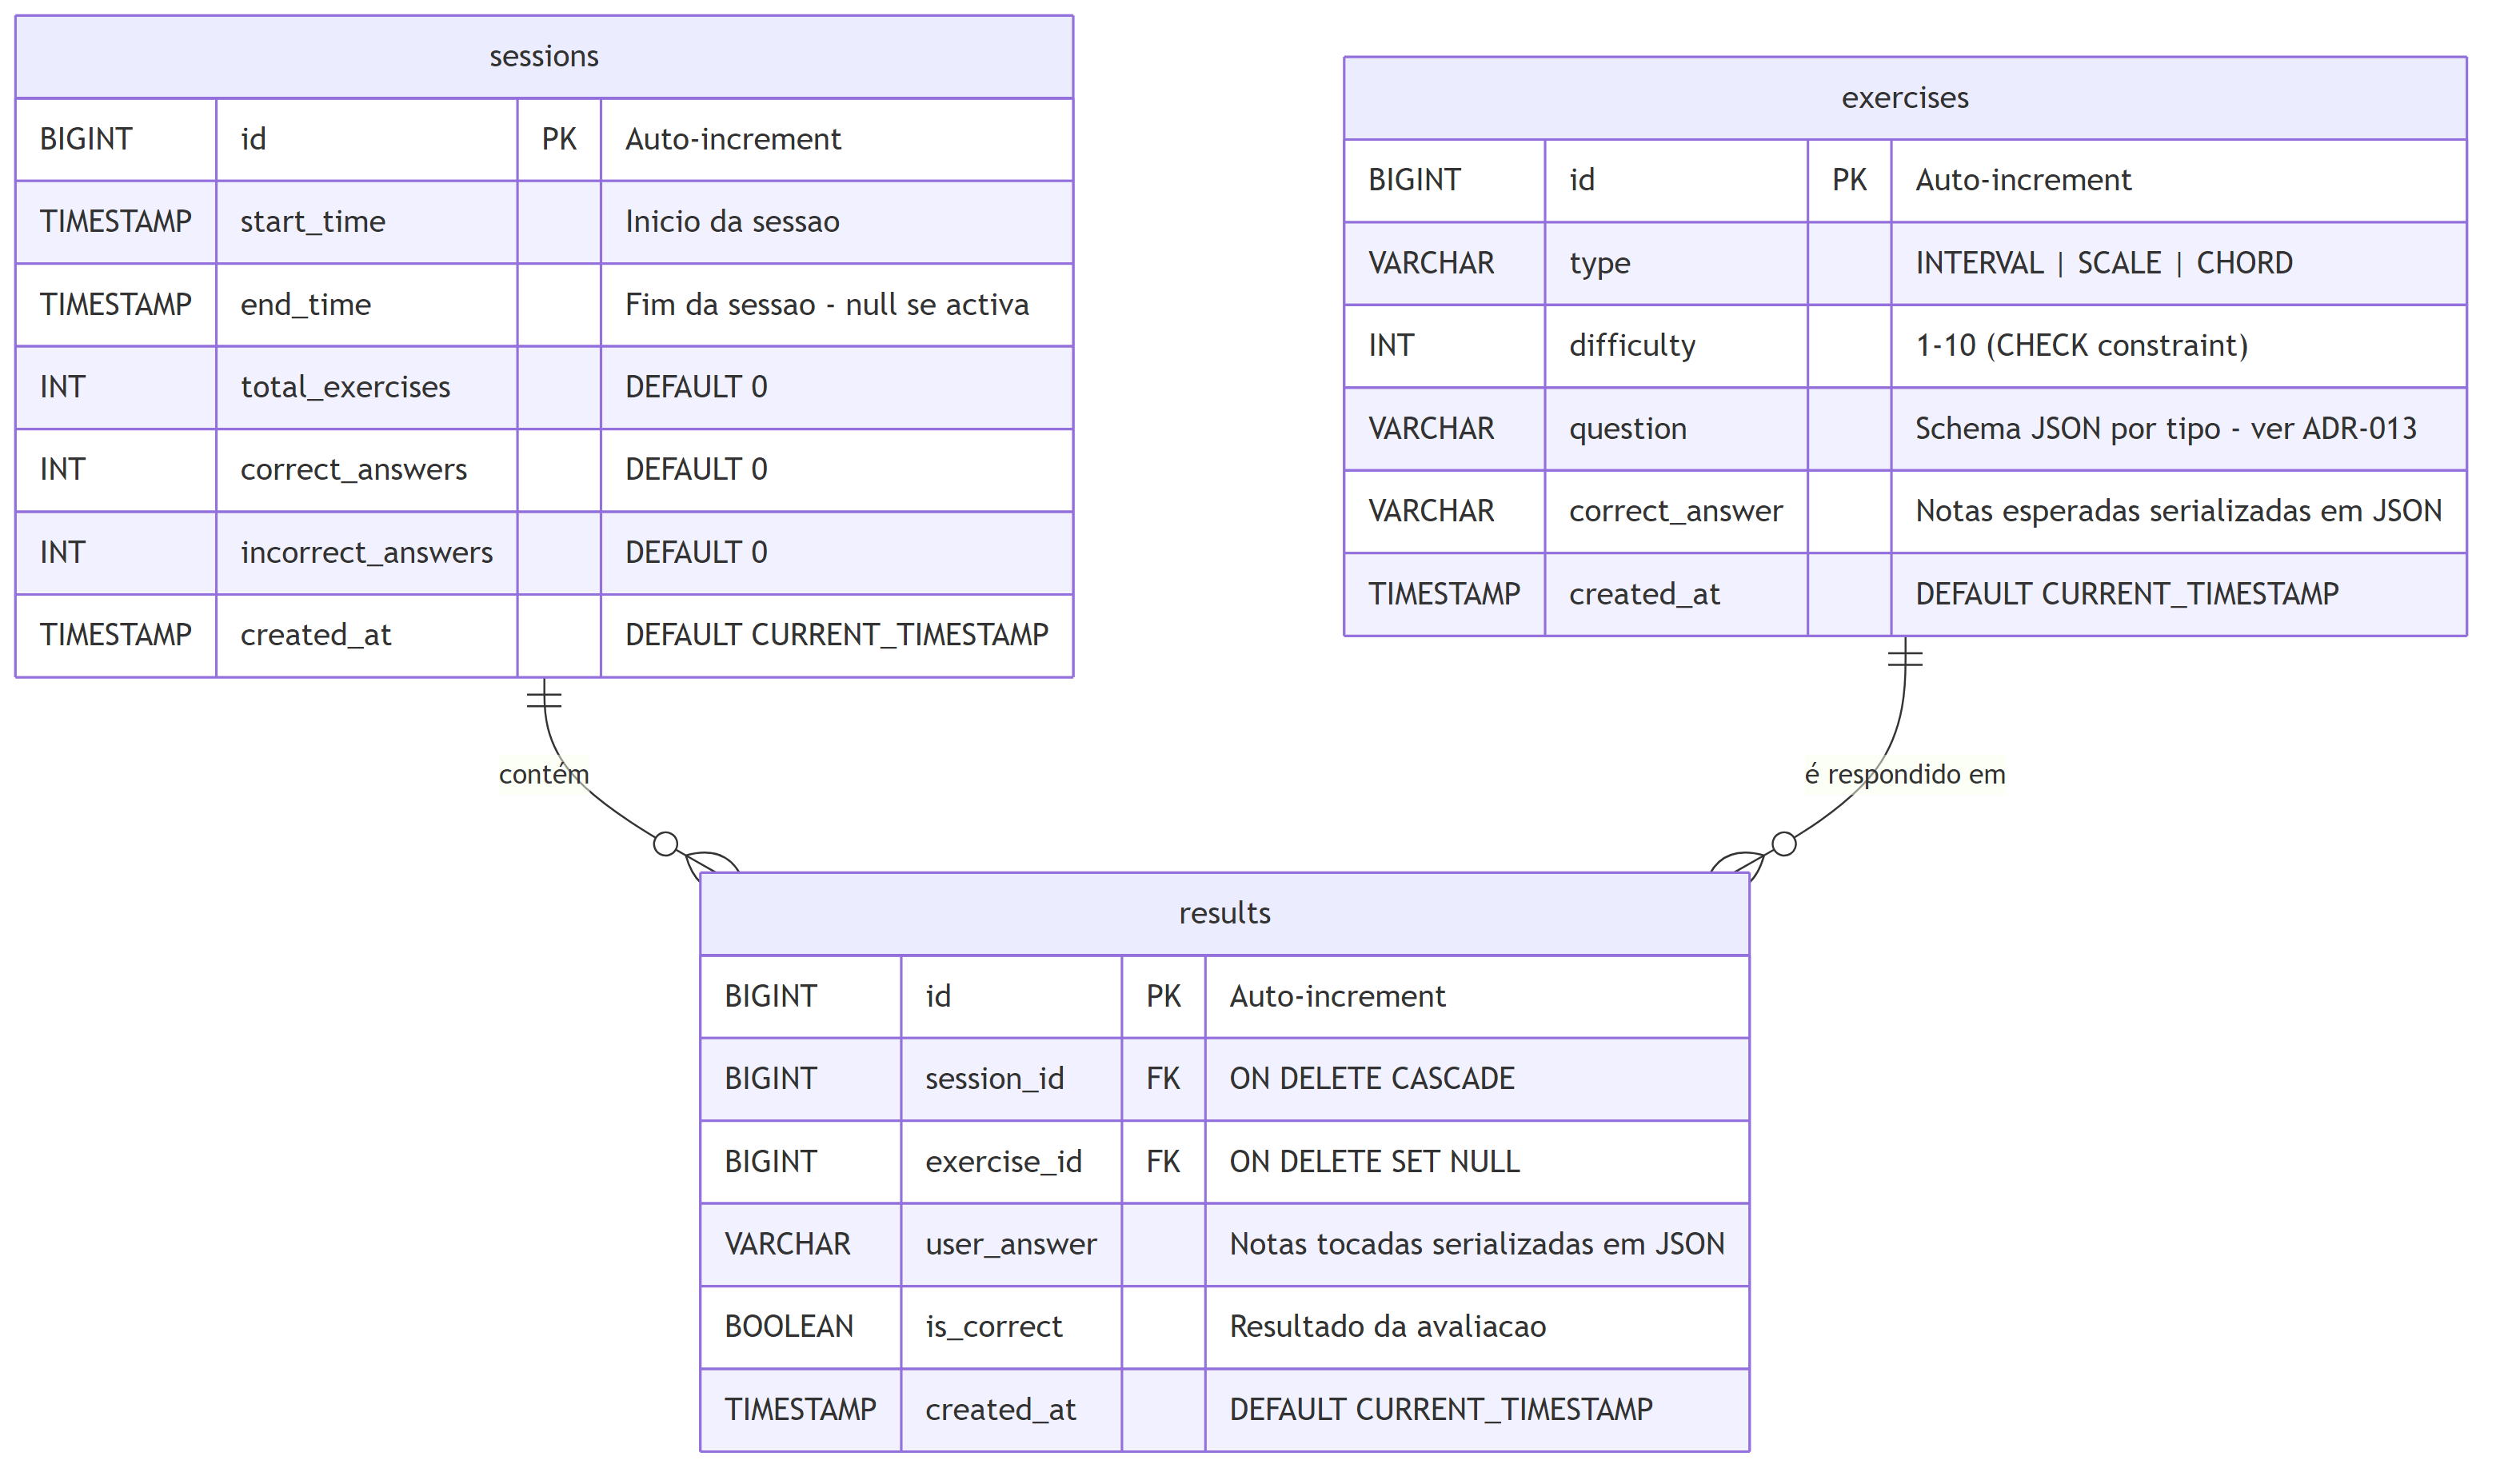 sessions
BIGINT id PK Auto-increment
TIMESTAMP start_time Inicio da sessao
TIMESTAMP end_time Fim da sessao - null se activa
INT total_exercises DEFAULT 0
INT correct_answers DEFAULT 0
INT incorrect_answers DEFAULT 0
TIMESTAMP created_at DEFAULT CURRENT_TIMESTAMP
exercises
BIGINT id PK Auto-increment
VARCHAR type INTERVAL | SCALE | CHORD
INT difficulty 1-10 (CHECK constraint)
VARCHAR question Schema JSON por tipo - ver ADR-013
VARCHAR correct_answer Notas esperadas serializadas em JSON
TIMESTAMP created_at DEFAULT CURRENT_TIMESTAMP
contém
é respondido em
results
BIGINT id PK Auto-increment
BIGINT session_id FK ON DELETE CASCADE
BIGINT exercise_id FK ON DELETE SET NULL
VARCHAR user_answer Notas tocadas serializadas em JSON
BOOLEAN is_correct Resultado da avaliacao
TIMESTAMP created_at DEFAULT CURRENT_TIMESTAMP